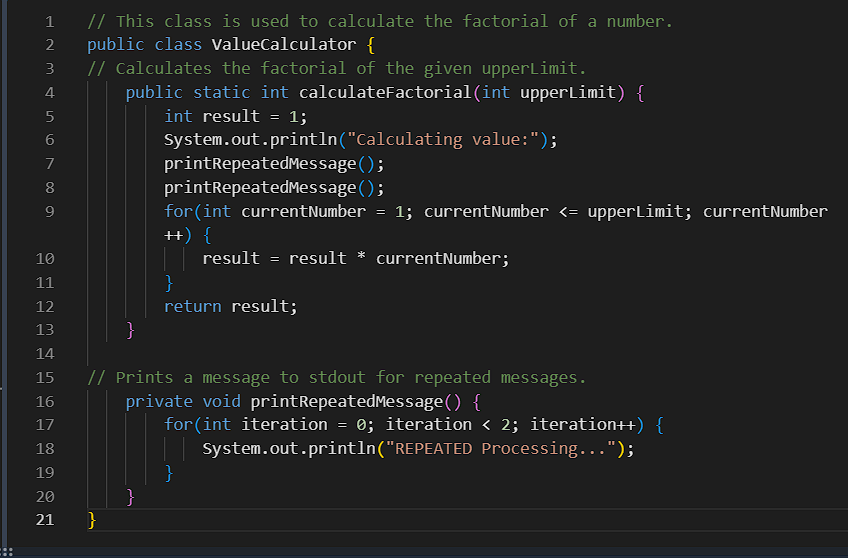 1 // This class is used to calculate the factorial of a number.
2 public class ValueCalculator {
3 // Calculates the factorial of the given upperLimit.
4 public static int calculateFactorial(int upperLimit) {
5 int result = 1;
6 System.out.println("Calculating value:");
7 printRepeatedMessage();
8 printRepeatedMessage();
9 for(int currentNumber = 1; currentNumber <= upperLimit; currentNumber
++) {
10 result = result * currentNumber;
11 }
12 return result;
13 }
14
15 // Prints a message to stdout for repeated messages.
16 private void printRepeatedMessage() {
17 for(int iteration = 0; iteration < 2; iteration++) {
18 System.out.println("REPEATED Processing...");
19 }
20 }
21 }